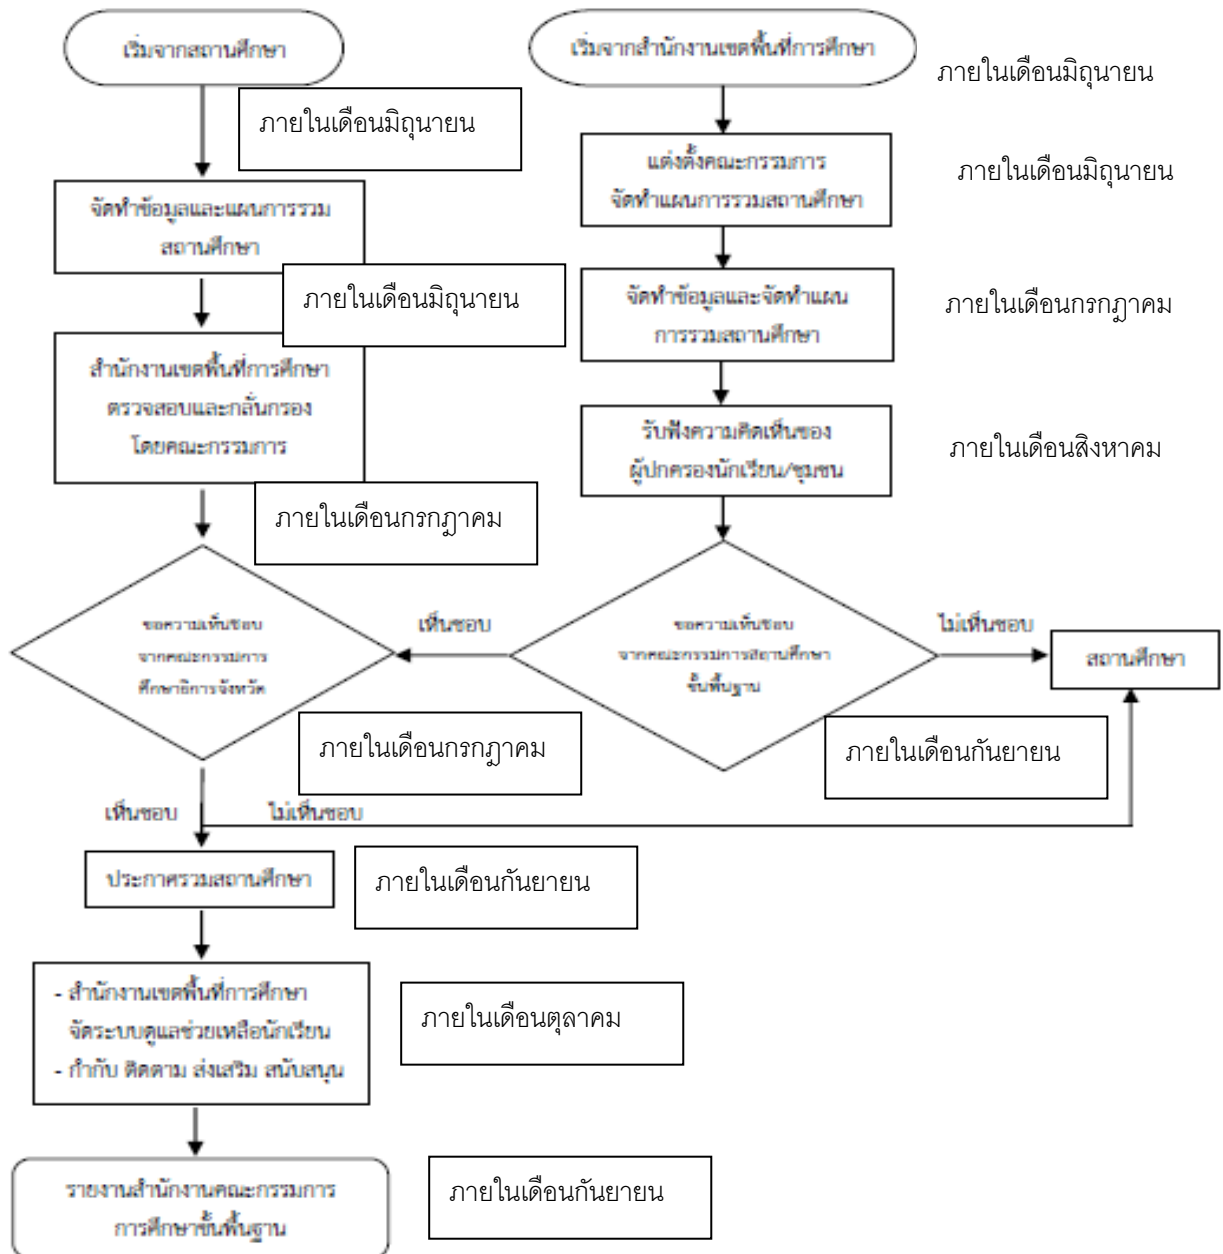 เริ่มจากสถานศึกษา
เริ่มจากสำนักงานเขตพื้นที่การศึกษา
ภายในเดือนมิถุนายน
ภายในเดือนมิถุนายน
แต่งตั้งคณะกรรมการ
จัดทำแผนการรวมสถานศึกษา
ภายในเดือนมิถุนายน
จัดทำข้อมูลและแผนการรวม
สถานศึกษา
ภายในเดือนมิถุนายน
จัดทำข้อมูลและจัดทำแผน
การรวมสถานศึกษา
ภายในเดือนกรกฎาคม
สำนักงานเขตพื้นที่การศึกษา
ตรวจสอบและกลั่นกรอง
โดยคณะกรรมการ
รับฟังความคิดเห็นของ
ผู้ปกครองนักเรียน/ชุมชน
ภายในเดือนสิงหาคม
ภายในเดือนกรกฎาคม
ขอความเห็นชอบ
จากคณะกรรมการ
ศึกษาธิการจังหวัด
เห็นชอบ
ขอความเห็นชอบ
จากคณะกรรมการสถานศึกษา
ขั้นพื้นฐาน
ไม่เห็นชอบ
สถานศึกษา
ภายในเดือนกรกฎาคม
ภายในเดือนกันยายน
เห็นชอบ
ไม่เห็นชอบ
ประกาศรวมสถานศึกษา
ภายในเดือนกันยายน
- สำนักงานเขตพื้นที่การศึกษา
จัดระบบดูแลช่วยเหลือนักเรียน
- กำกับ ติดตาม ส่งเสริม สนับสนุน
ภายในเดือนตุลาคม
รายงานสำนักงานคณะกรรมการ
การศึกษาขั้นพื้นฐาน
ภายในเดือนกันยายน